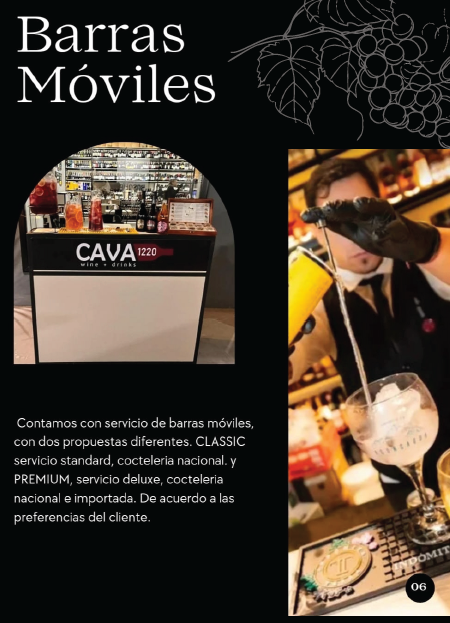 Barras
Móviles
CAVA 1220
wine + drinks
Contamos con servicio de barras móviles,
con dos propuestas diferentes. CLASSIC
servicio standard, cocteleria nacional. y
PREMIUM, servicio deluxe, cocteleria
nacional e importada. De acuerdo a las
preferencias del cliente.
INDOMIT
06